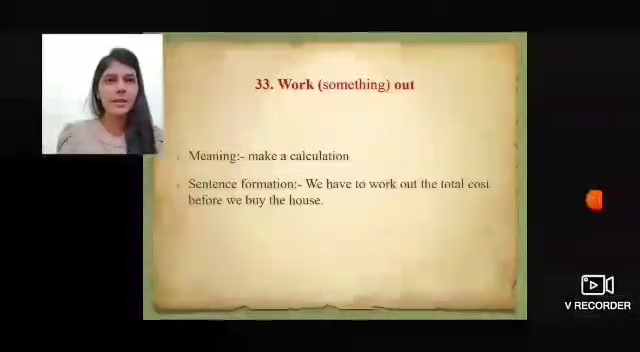 33. Work (something) out
Meaning:- make a calculation
Sentence formation:- We have to work out the total cost
before we buy the house.
V RECORDER